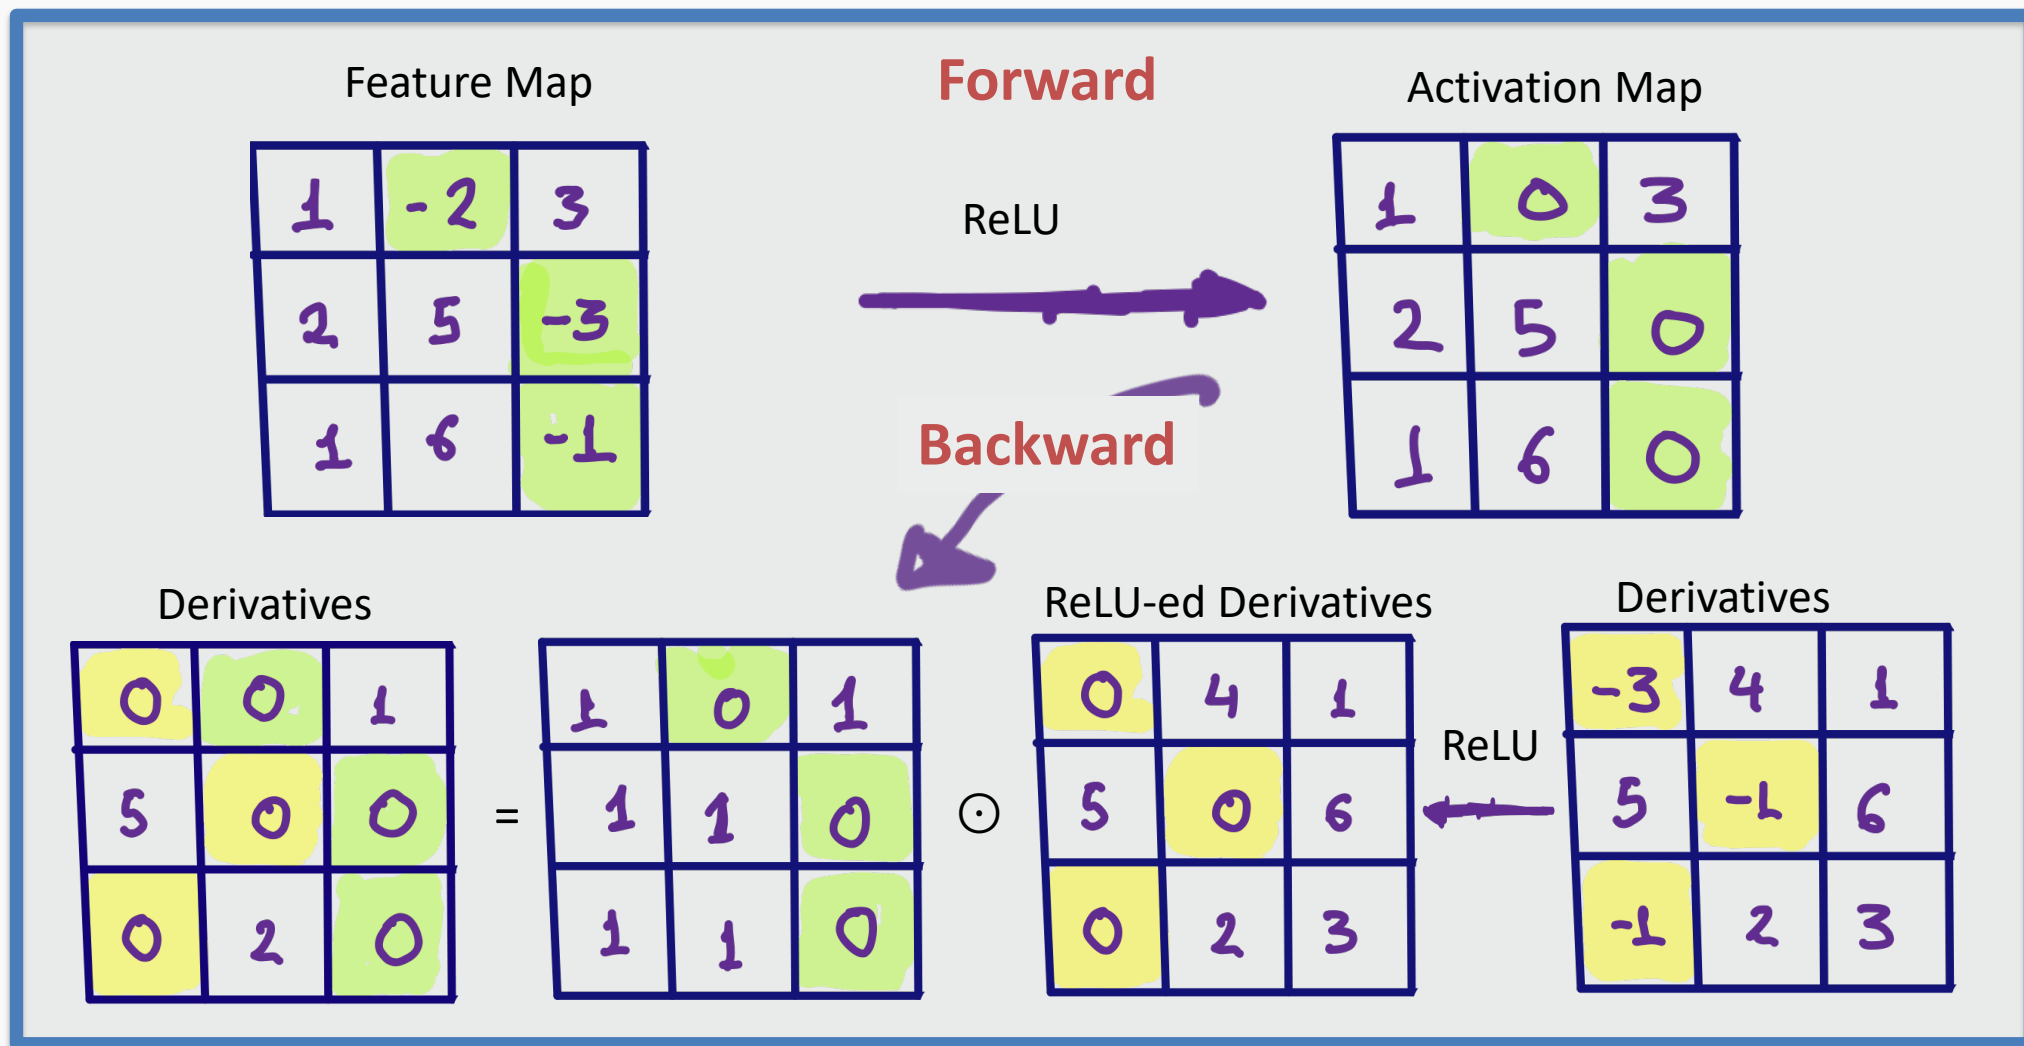 Feature Map
Forward
Activation Map
1 -2 3
2 5 -3
1 6 -1
ReLU
1 0 3
2 5 0
1 6 0
Backward
Derivatives
ReLU-ed Derivatives
Derivatives
0 0 1
5 0 0
0 2 0
=
1 0 1
1 1 0
1 1 0
⊙
0 4 1
5 0 6
0 2 3
ReLU
-3 4 1
5 -1 6
-1 2 3